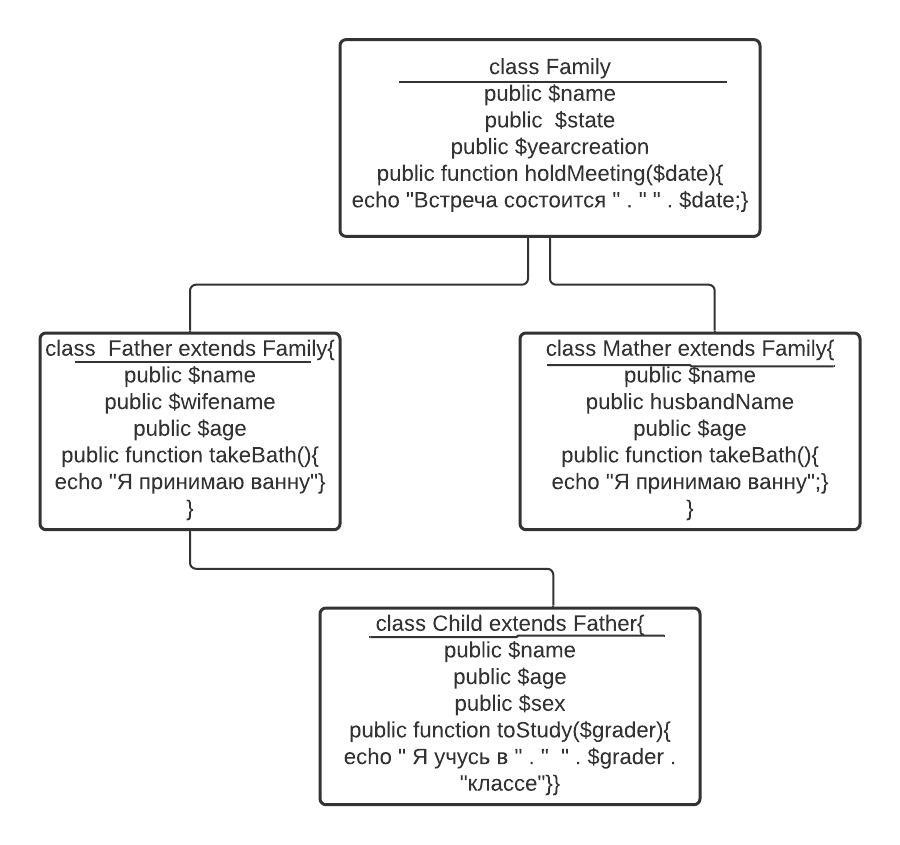 class Family
public $name
public  $state
public $yearcreation
public function holdMeeting($date){
echo "Встреча состоится " . " " . $date;}
class  Father extends Family{
public $name
public $wifename
public $age
public function takeBath(){
echo "Я принимаю ванну"}
}
class Mather extends Family{
public $name
public husbandName
public $age
public function takeBath(){
echo "Я принимаю ванну";}
}
class Child extends Father{
public $name
public $age
public $sex
public function toStudy($grader){
echo " Я учусь в " . "  " . $grader .
"классе"}}